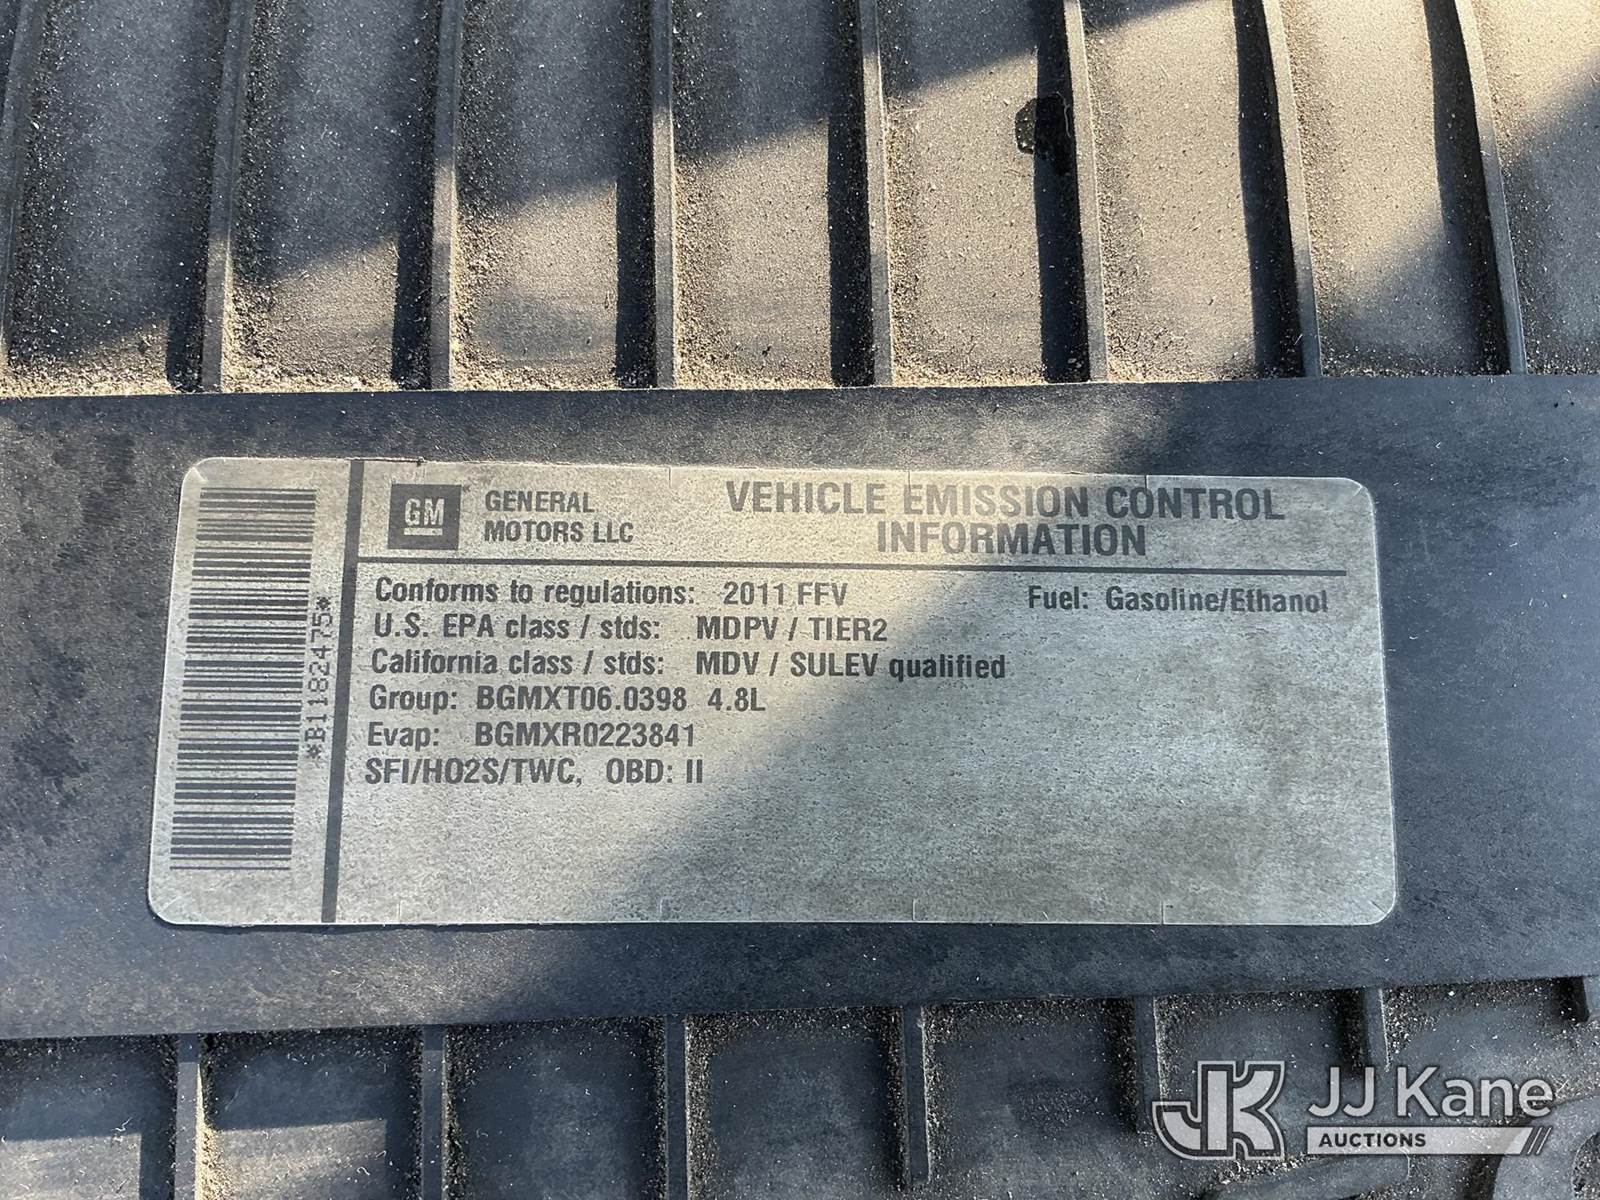 *B11824 75*
GM
GENERAL
MOTORS LLC
VEHICLE EMISSION CONTROL
INFORMATION
Conforms to regulations: 2011 FFV Fuel: Gasoline/Ethanol
U.S. EPA class / stds: MDPV / TIER2
California class / stds: MDV / SULEV qualified
Group: BGMXT06.0398 4.8L
Evap: BGMXR0223841
SFI/HO2S/TWC, OBD: II
JK JJ Kane
AUCTIONS